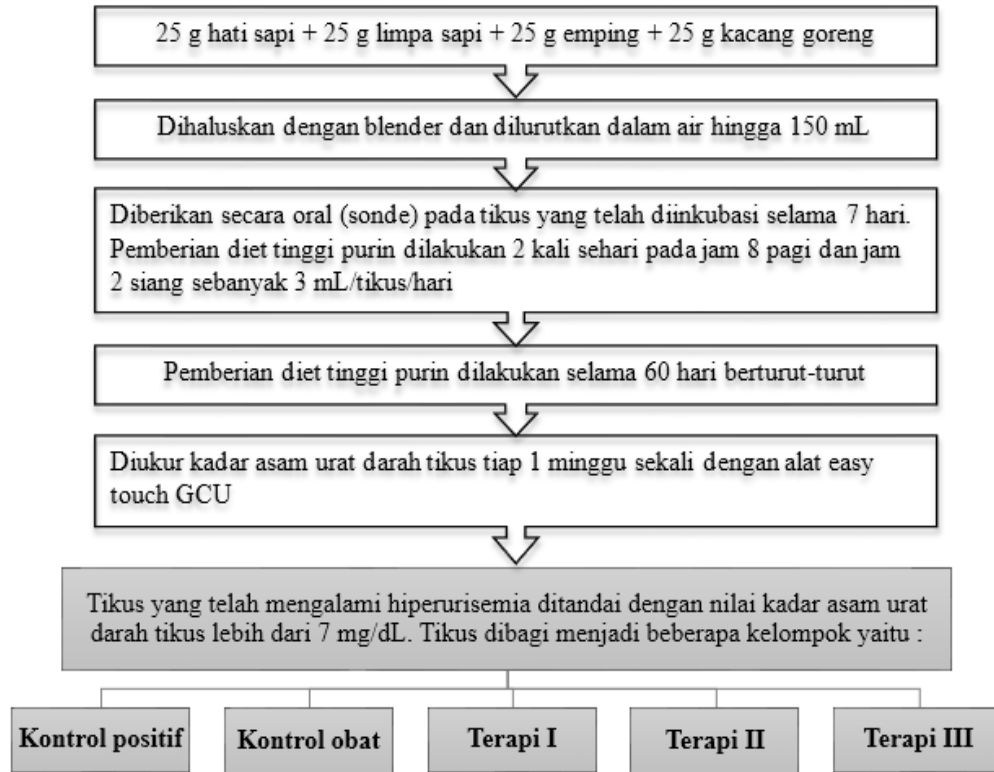 25 g hati sapi + 25 g limpa sapi + 25 g emping + 25 g kacang goreng
Dihaluskan dengan blender dan dilurutkan dalam air hingga 150 mL
Diberikan secara oral (sonde) pada tikus yang telah diinkubasi selama 7 hari.
Pemberian diet tinggi purin dilakukan 2 kali sehari pada jam 8 pagi dan jam
2 siang sebanyak 3 mL/tikus/hari
Pemberian diet tinggi purin dilakukan selama 60 hari berturut-turut
Diukur kadar asam urat darah tikus tiap 1 minggu sekali dengan alat easy
touch GCU
Tikus yang telah mengalami hiperurisemia ditandai dengan nilai kadar asam urat
darah tikus lebih dari 7 mg/dL. Tikus dibagi menjadi beberapa kelompok yaitu :
Kontrol positif
Kontrol obat
Terapi I
Terapi II
Terapi III